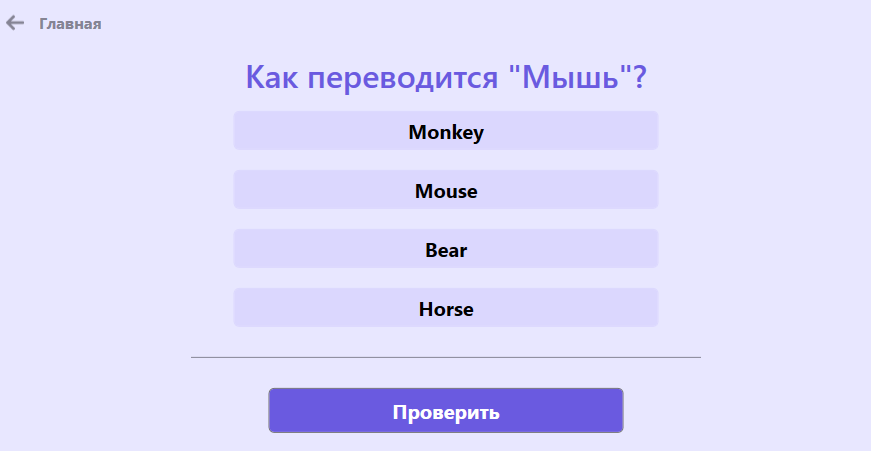 Главная
Как переводится "Мышь"?
Monkey
Mouse
Bear
Horse
Проверить